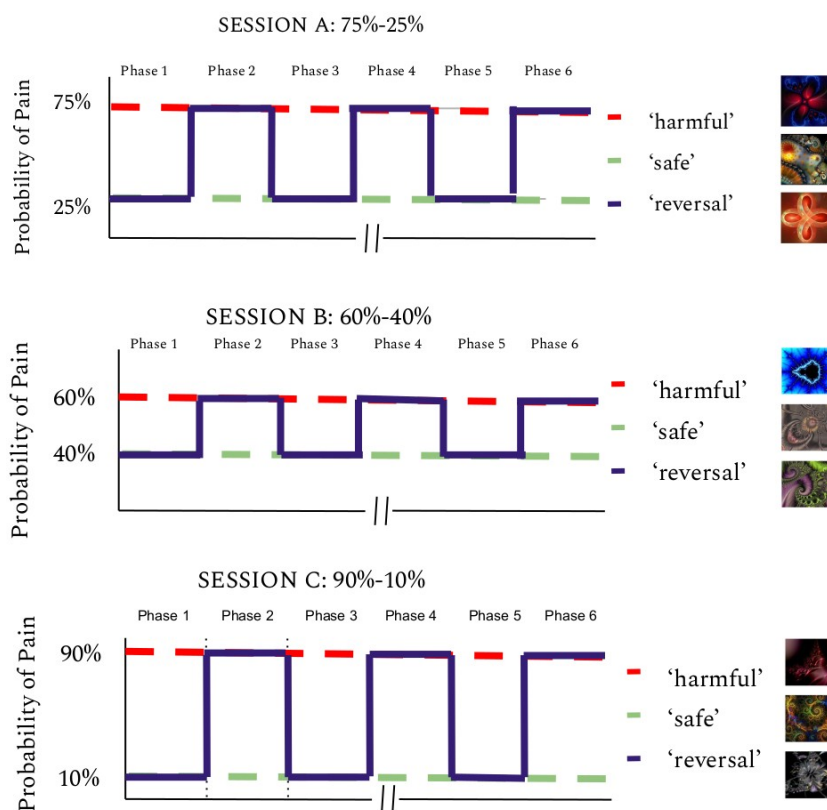 SESSION A: 75%-25%
Phase 1 Phase 2 Phase 3 Phase 4 Phase 5 Phase 6
Probability of Pain
75%
25%
‘harmful’
‘safe’
‘reversal’
SESSION B: 60%-40%
Phase 1 Phase 2 Phase 3 Phase 4 Phase 5 Phase 6
Probability of Pain
60%
40%
‘harmful’
‘safe’
‘reversal’
SESSION C: 90%-10%
Phase 1 Phase 2 Phase 3 Phase 4 Phase 5 Phase 6
Probability of Pain
90%
10%
‘harmful’
‘safe’
‘reversal’